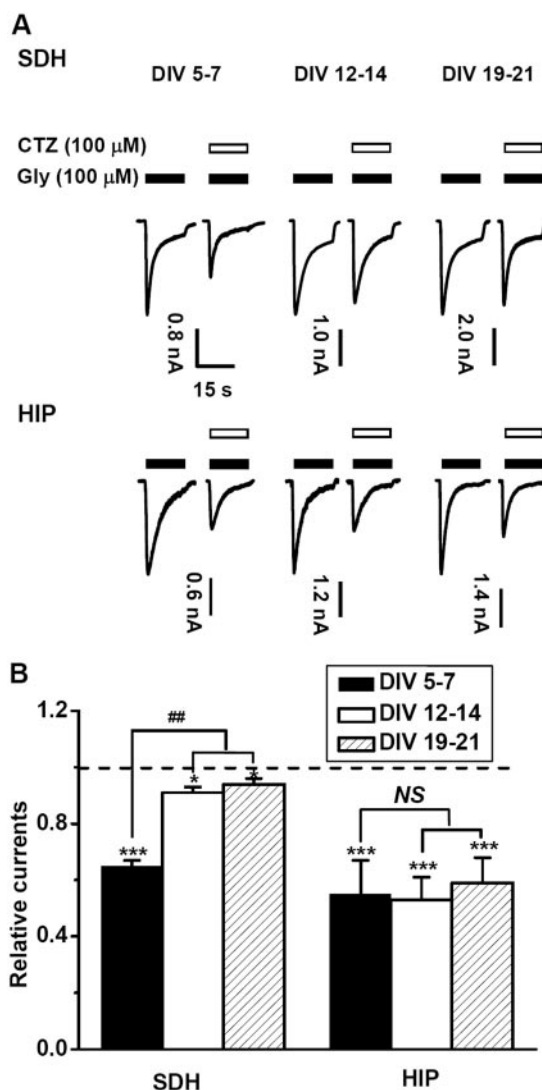 A
SDH
DIV 5-7 DIV 12-14 DIV 19-21
CTZ (100 μM)
Gly (100 μM)
0.8 nA
15 s
1.0 nA
2.0 nA
HIP
0.6 nA
1.2 nA
1.4 nA
B
DIV 5-7
DIV 12-14
DIV 19-21
Relative currents
1.2
0.8
0.4
0.0
##
***
*
*
NS
***
***
***
SDH HIP